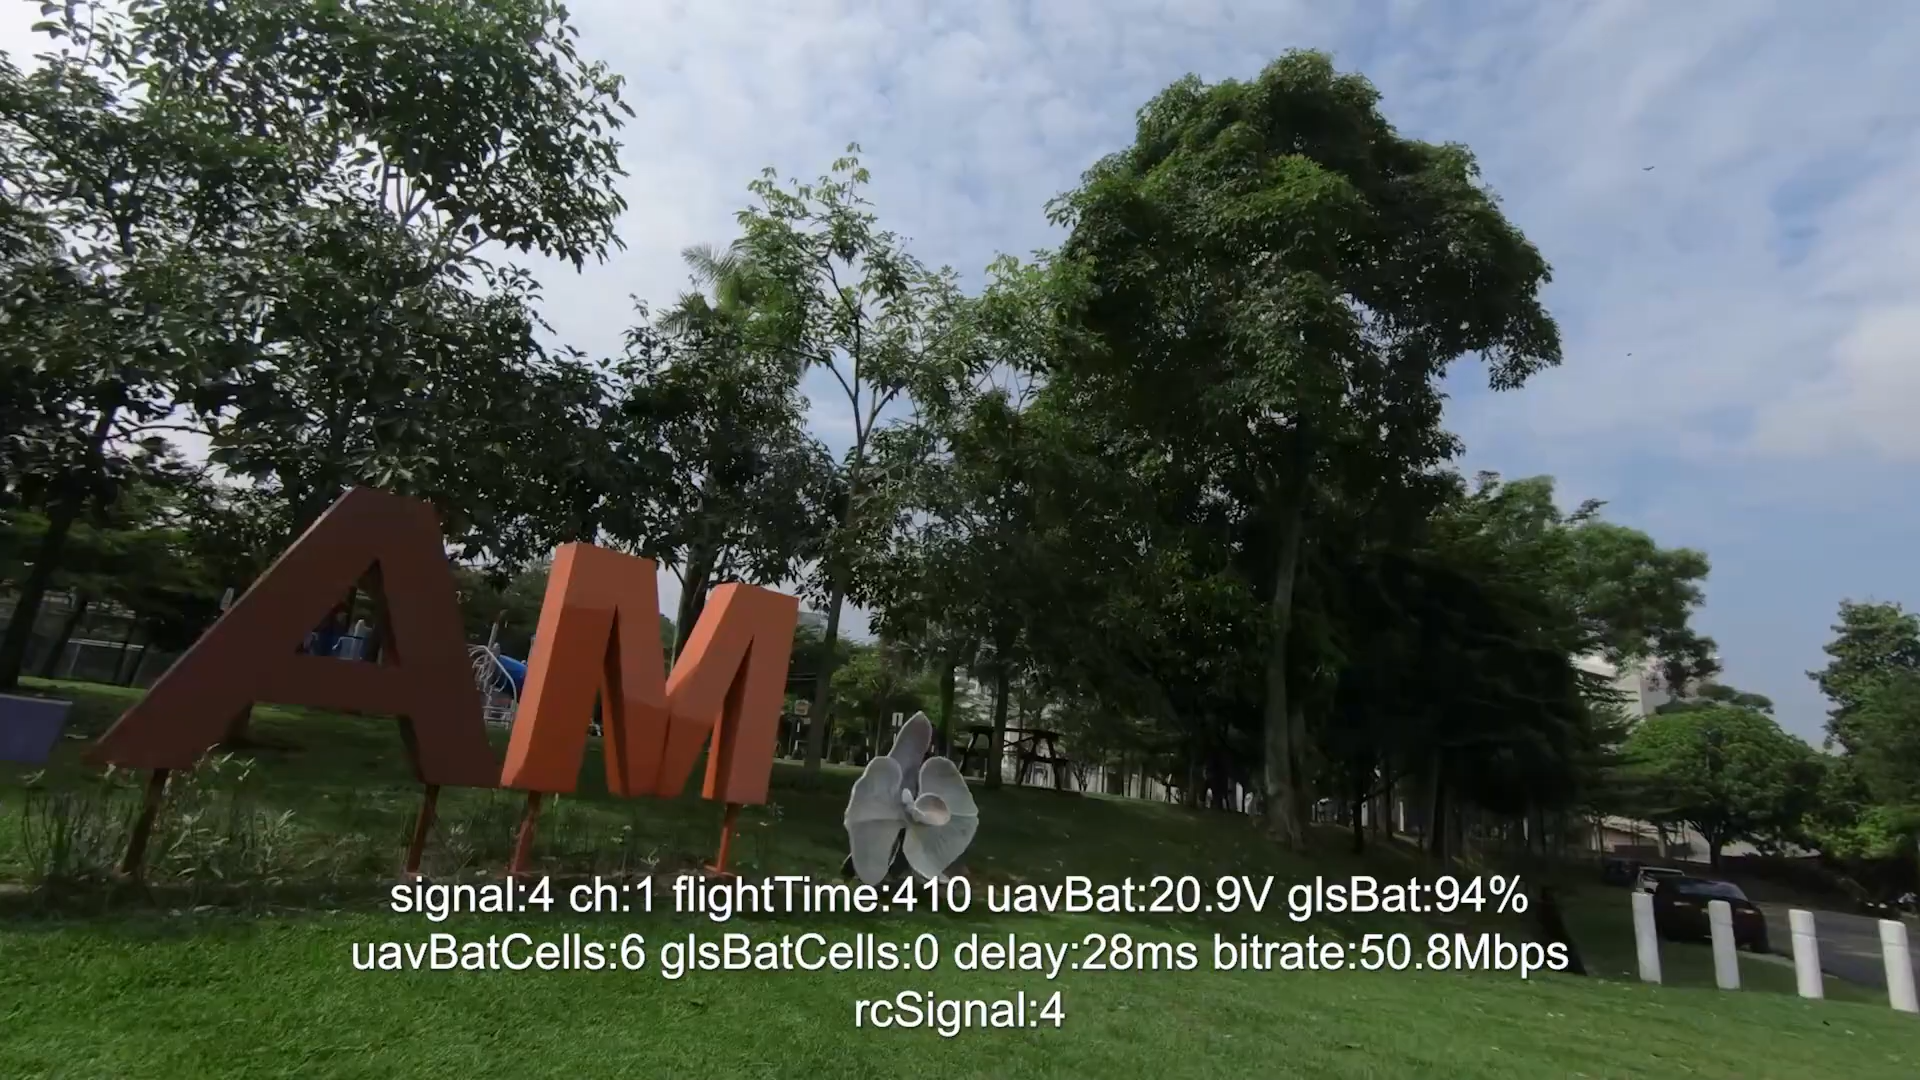 AM
signal:4 ch:1 flightTime:410 uavBat:20.9V glsBat:94%
uavBatCells:6 glsBatCells:0 delay:28ms bitrate:50.8Mbps
rcSignal:4